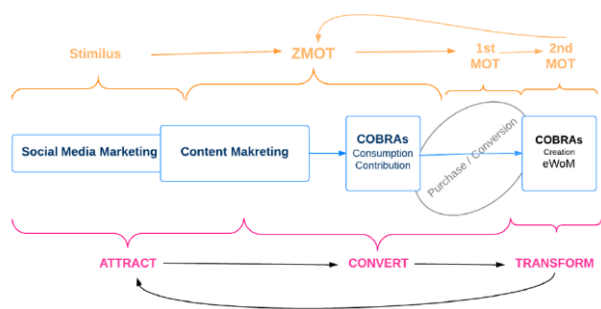 Stimilus
ZMOT
1st
MOT
2nd
MOT
Social Media Marketing
Content Makreting
COBRAs
Consumption
Contribution
Purchase / Conversion
COBRAs
Creation
eWoM
ATTRACT
CONVERT
TRANSFORM